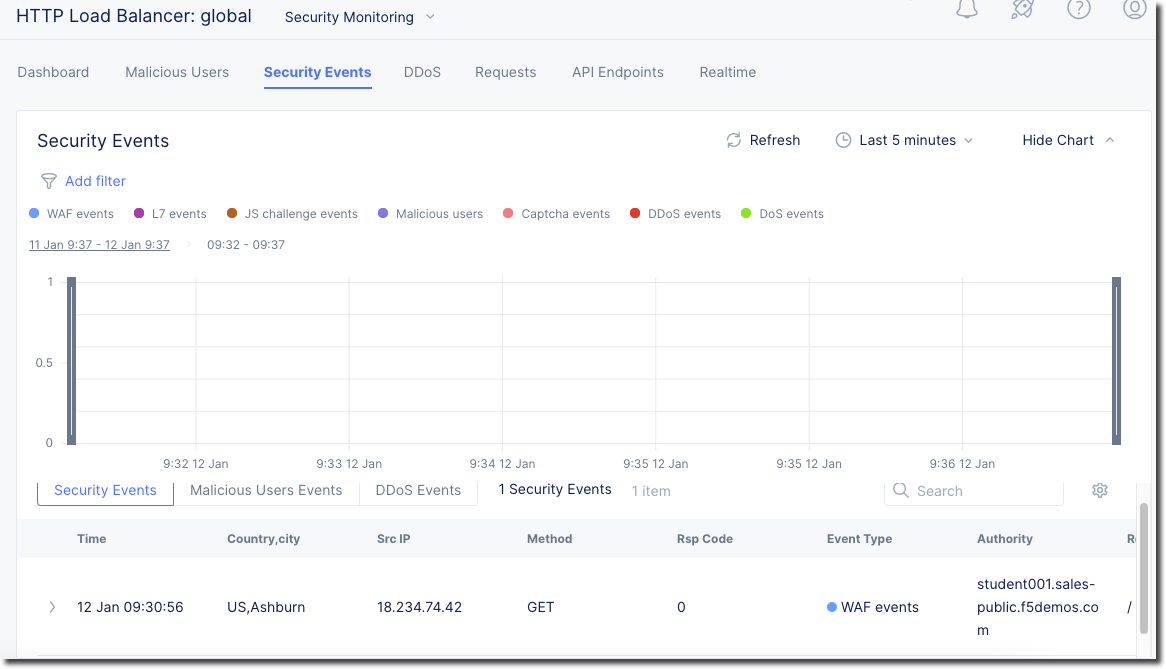 HTTP Load Balancer: global Security Monitoring
Dashboard Malicious Users Security Events DDoS Requests API Endpoints Realtime
Security Events Refresh Last 5 minutes Hide Chart
Add filter
WAF events L7 events JS challenge events Malicious users Captcha events DDoS events DoS events
11 Jan 9:37 - 12 Jan 9:37 09:32 - 09:37
1
0.5
0
9:32 12 Jan 9:33 12 Jan 9:34 12 Jan 9:35 12 Jan 9:35 12 Jan 9:36 12 Jan
Security Events Malicious Users Events DDoS Events 1 Security Events 1 item Search
Time Country,city Src IP Method Rsp Code Event Type Authority
student001.sales-
12 Jan 09:30:56 US,Ashburn 18.234.74.42 GET 0 WAF events public.f5demos.co /
m